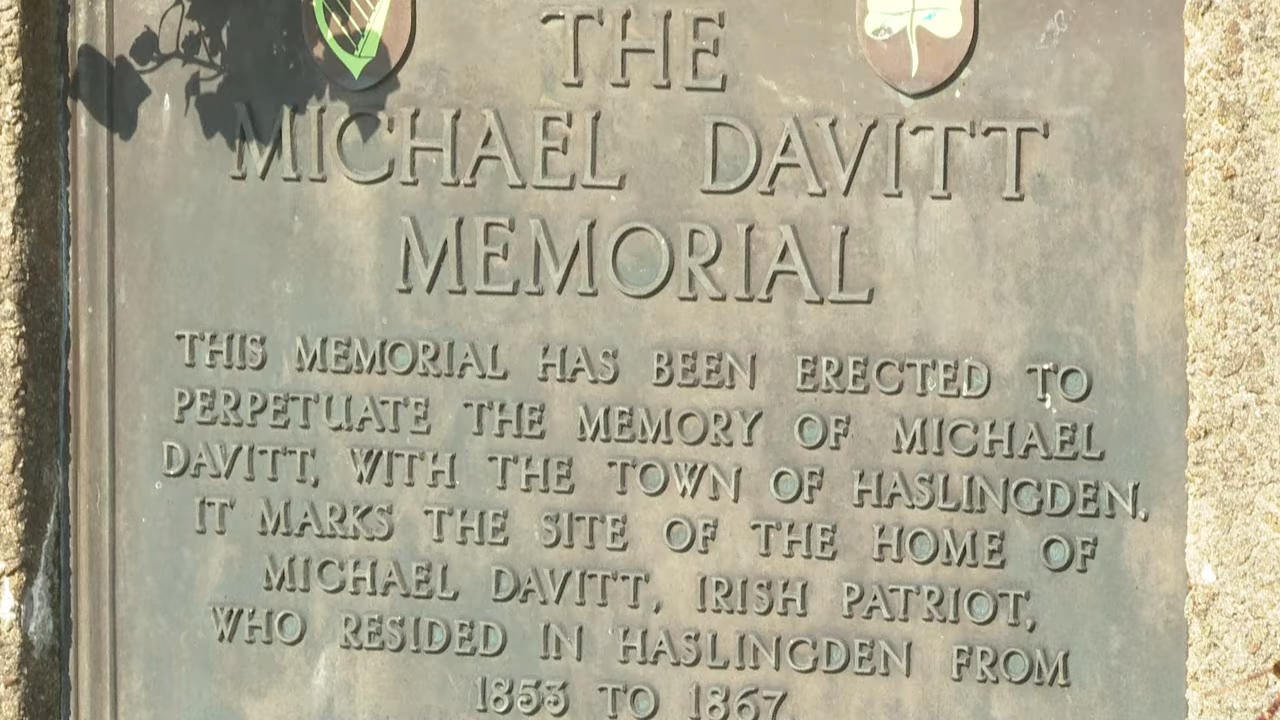 THE
MICHAEL DAVITT
MEMORIAL
THIS MEMORIAL HAS BEEN ERECTED TO
PERPETUATE THE MEMORY OF MICHAEL
DAVITT, WITH THE TOWN OF HASLINGDEN.
IT MARKS THE SITE OF THE HOME OF
MICHAEL DAVITT, IRISH PATRIOT,
WHO RESIDED IN HASLINGDEN FROM
1853 TO 1867